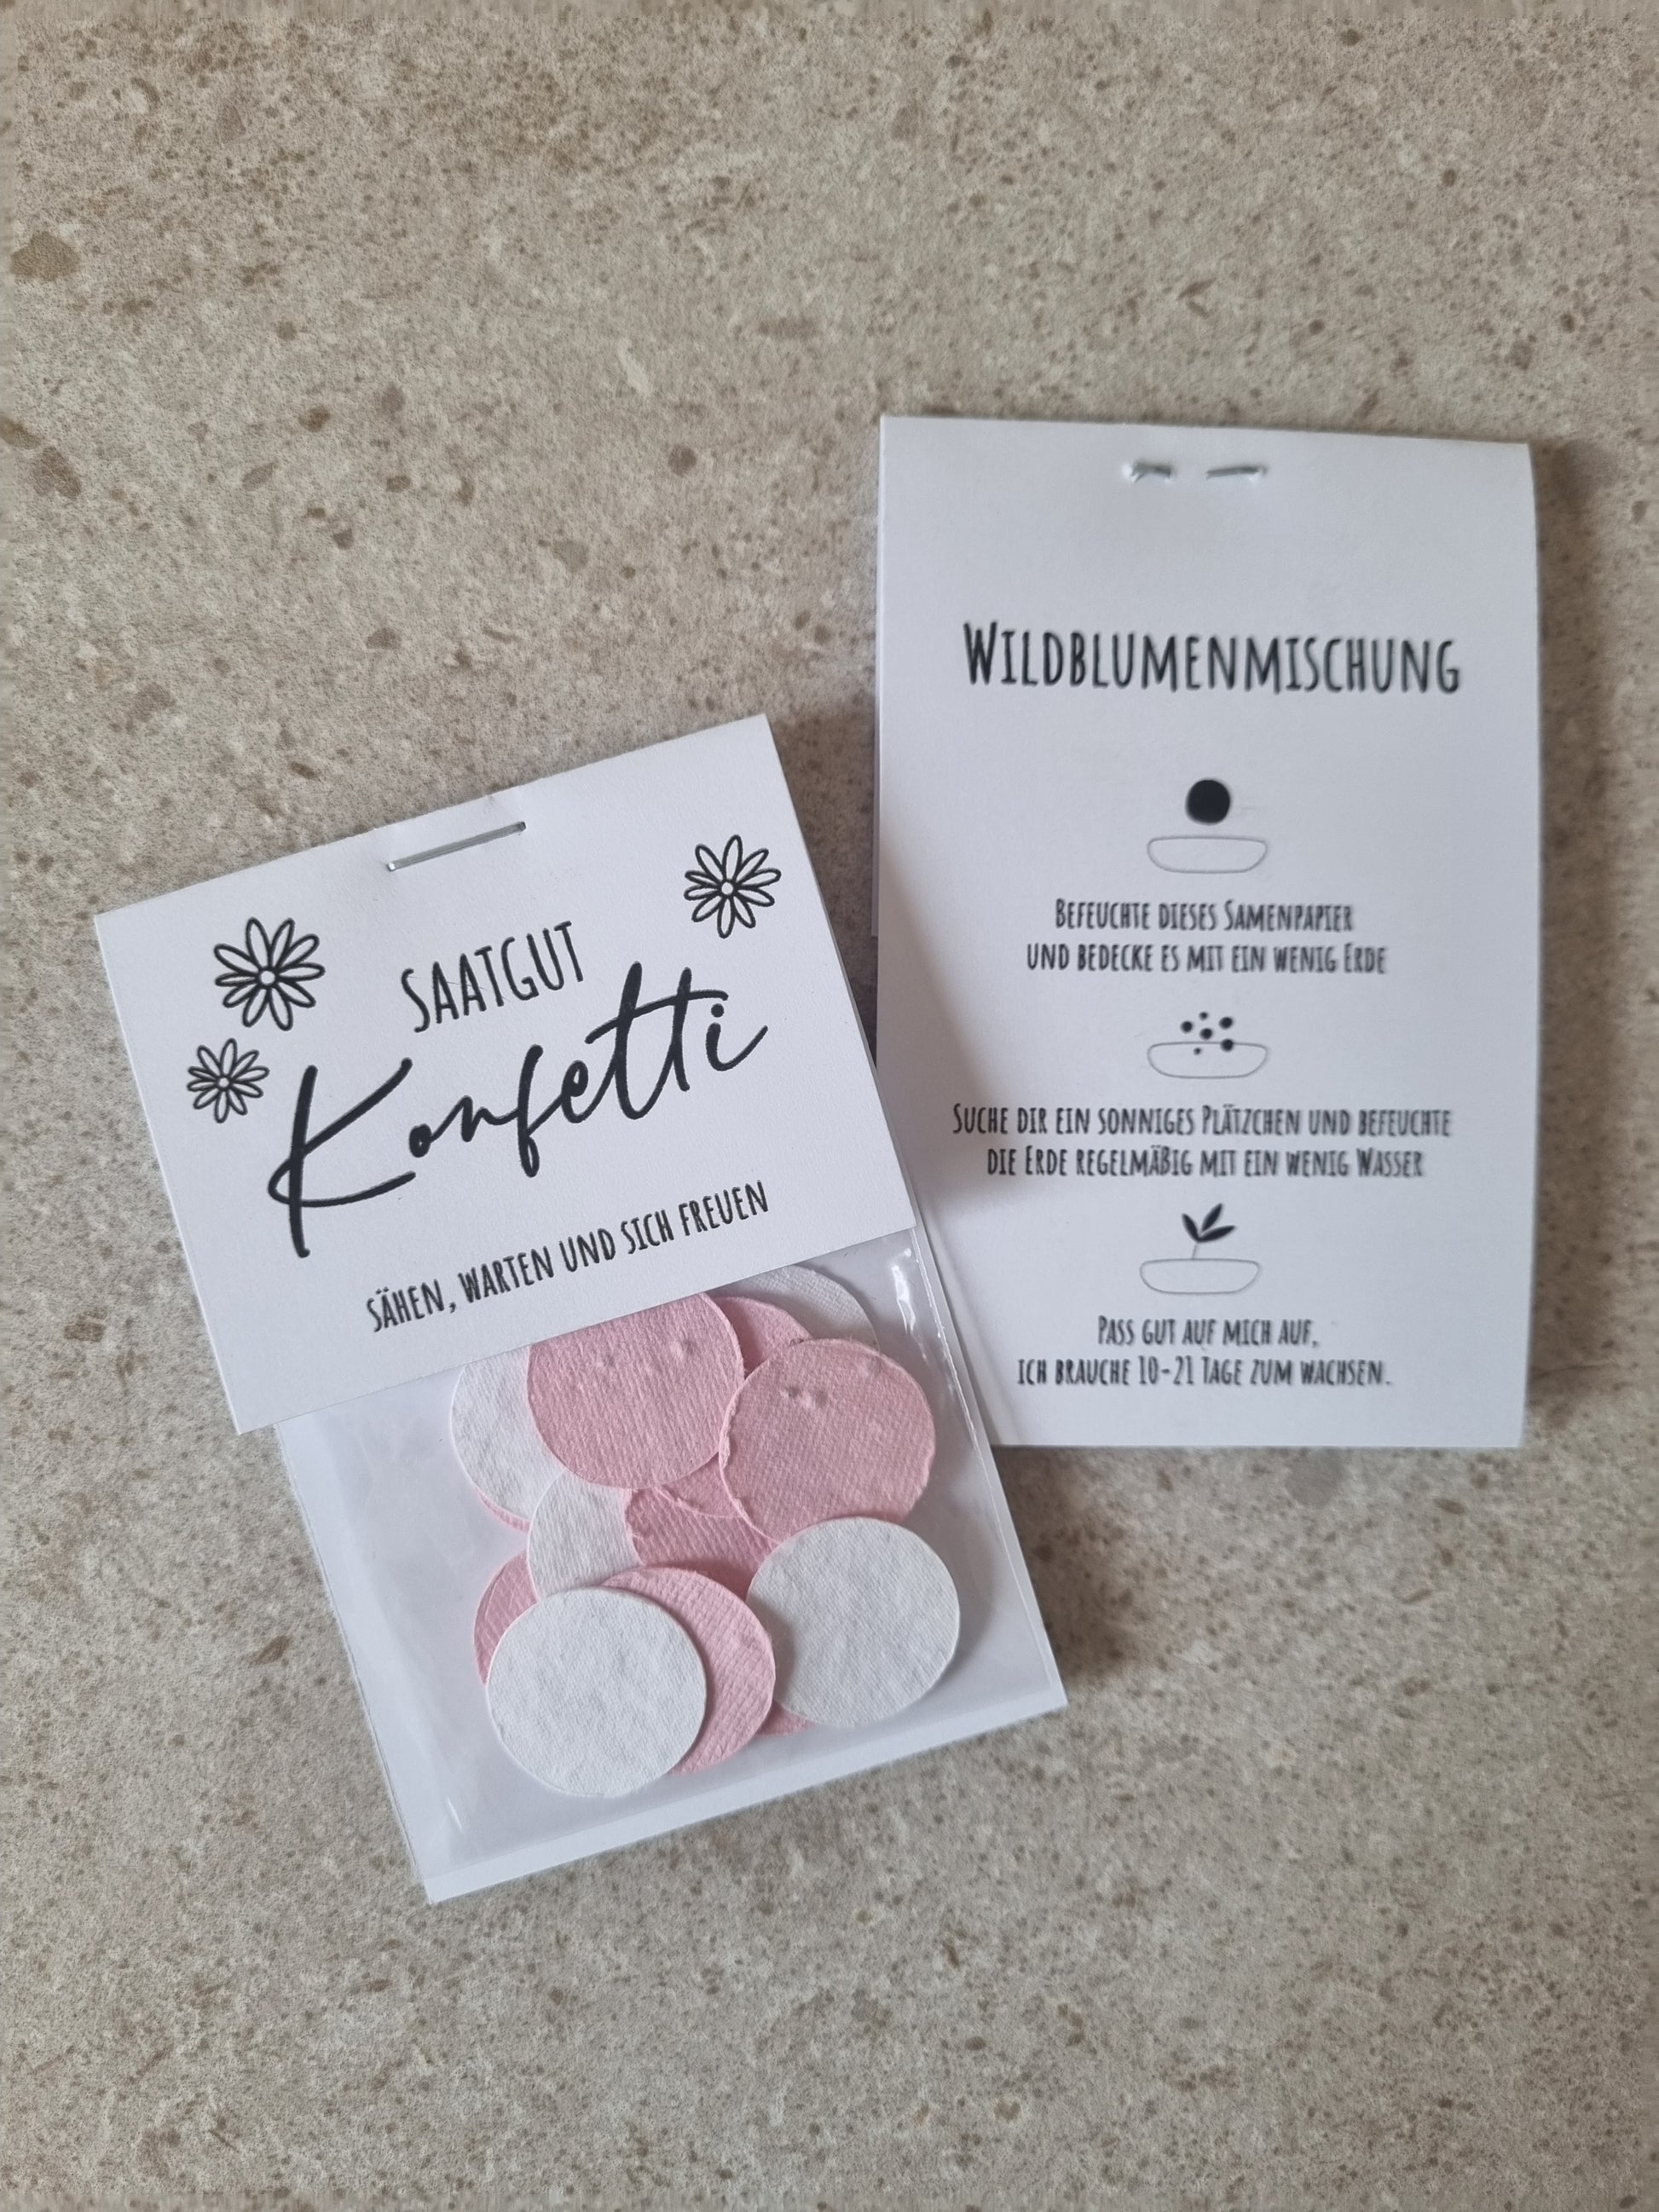 SAATGUT
Konfetti
SÄHEN, WARTEN UND SICH FREUEN
WILDBLUMENMISCHUNG
BEFEUCHTE DIESES SAMENPAPIER
UND BEDECKE ES MIT EIN WENIG ERDE
SUCHE DIR EIN SONNIGES PLÄTZCHEN UND BEFEUCHTE
DIE ERDE REGELMÄßIG MIT EIN WENIG WASSER
PASS GUT AUF MICH AUF,
ICH BRAUCHE 10-21 TAGE ZUM WACHSEN.